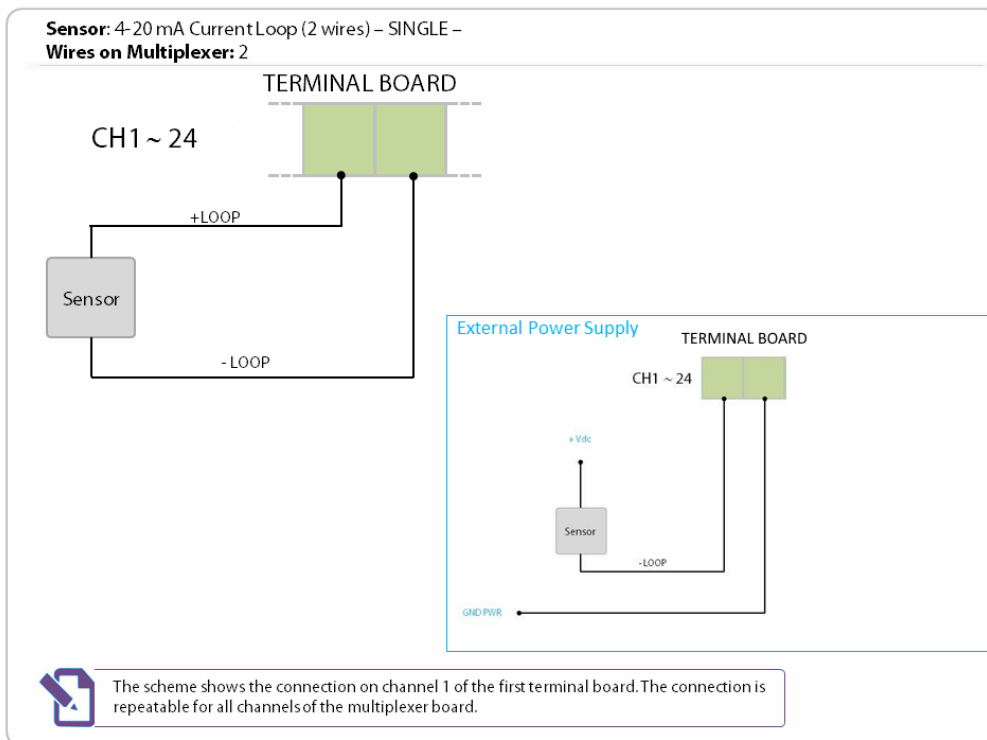 Sensor: 4-20 mA Current Loop (2 wires) – SINGLE –
Wires on Multiplexer: 2
TERMINAL BOARD
CH1 ~ 24
+LOOP
Sensor
- LOOP
External Power Supply
TERMINAL BOARD
CH1 ~ 24
+ Vdc
Sensor
-LOOP
GND PWR
The scheme shows the connection on channel 1 of the first terminal board. The connection is
repeatable for all channels of the multiplexer board.